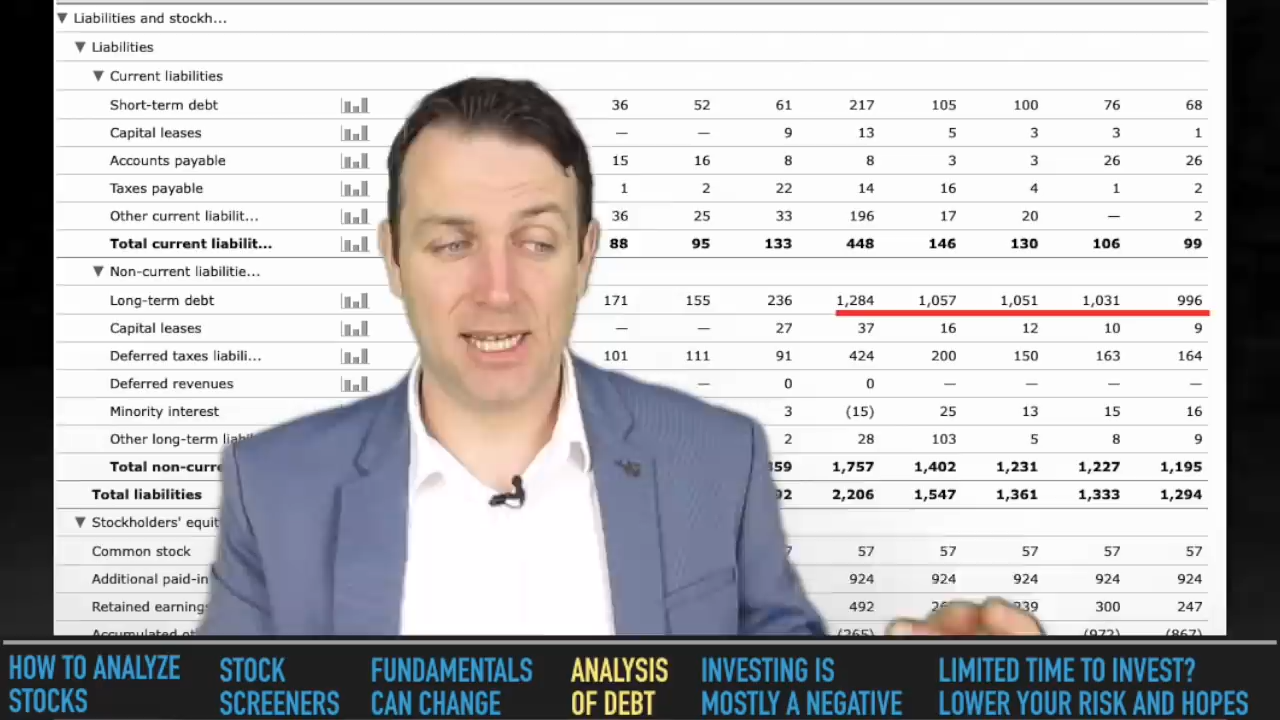 Liabilities and stockh...
Liabilities
Current liabilities
Short-term debt 36 52 61 217 105 100 76 68
Capital leases — — 9 13 5 3 3 1
Accounts payable 15 16 8 8 3 3 26 26
Taxes payable 1 2 22 14 16 4 1 2
Other current liabilit... 36 25 33 196 17 20 — 2
Total current liabilit... 88 95 133 448 146 130 106 99
Non-current liabilitie...
Long-term debt 171 155 236 1,284 1,057 1,051 1,031 996
Capital leases — — 27 37 16 12 10 9
Deferred taxes liabili... 101 111 91 424 200 150 163 164
Deferred revenues — 0 0 — — — —
Minority interest 3 (15) 25 13 15 16
Other long-term 2 28 103 5 8 9
Total 1,757 1,402 1,231 1,227 1,195
Total liabilities 2,206 1,547 1,361 1,333 1,294
Stockholders'
Common stock 57 57 57 57 57
Additional 924 924 924 924 924
Retained 492 300 247
(972) (867)
HOW TO ANALYZE
STOCKS
STOCK
SCREENERS
FUNDAMENTALS
CAN CHANGE
ANALYSIS
OF DEBT
INVESTING IS
MOSTLY A NEGATIVE
LIMITED TIME TO INVEST?
LOWER YOUR RISK AND HOPES